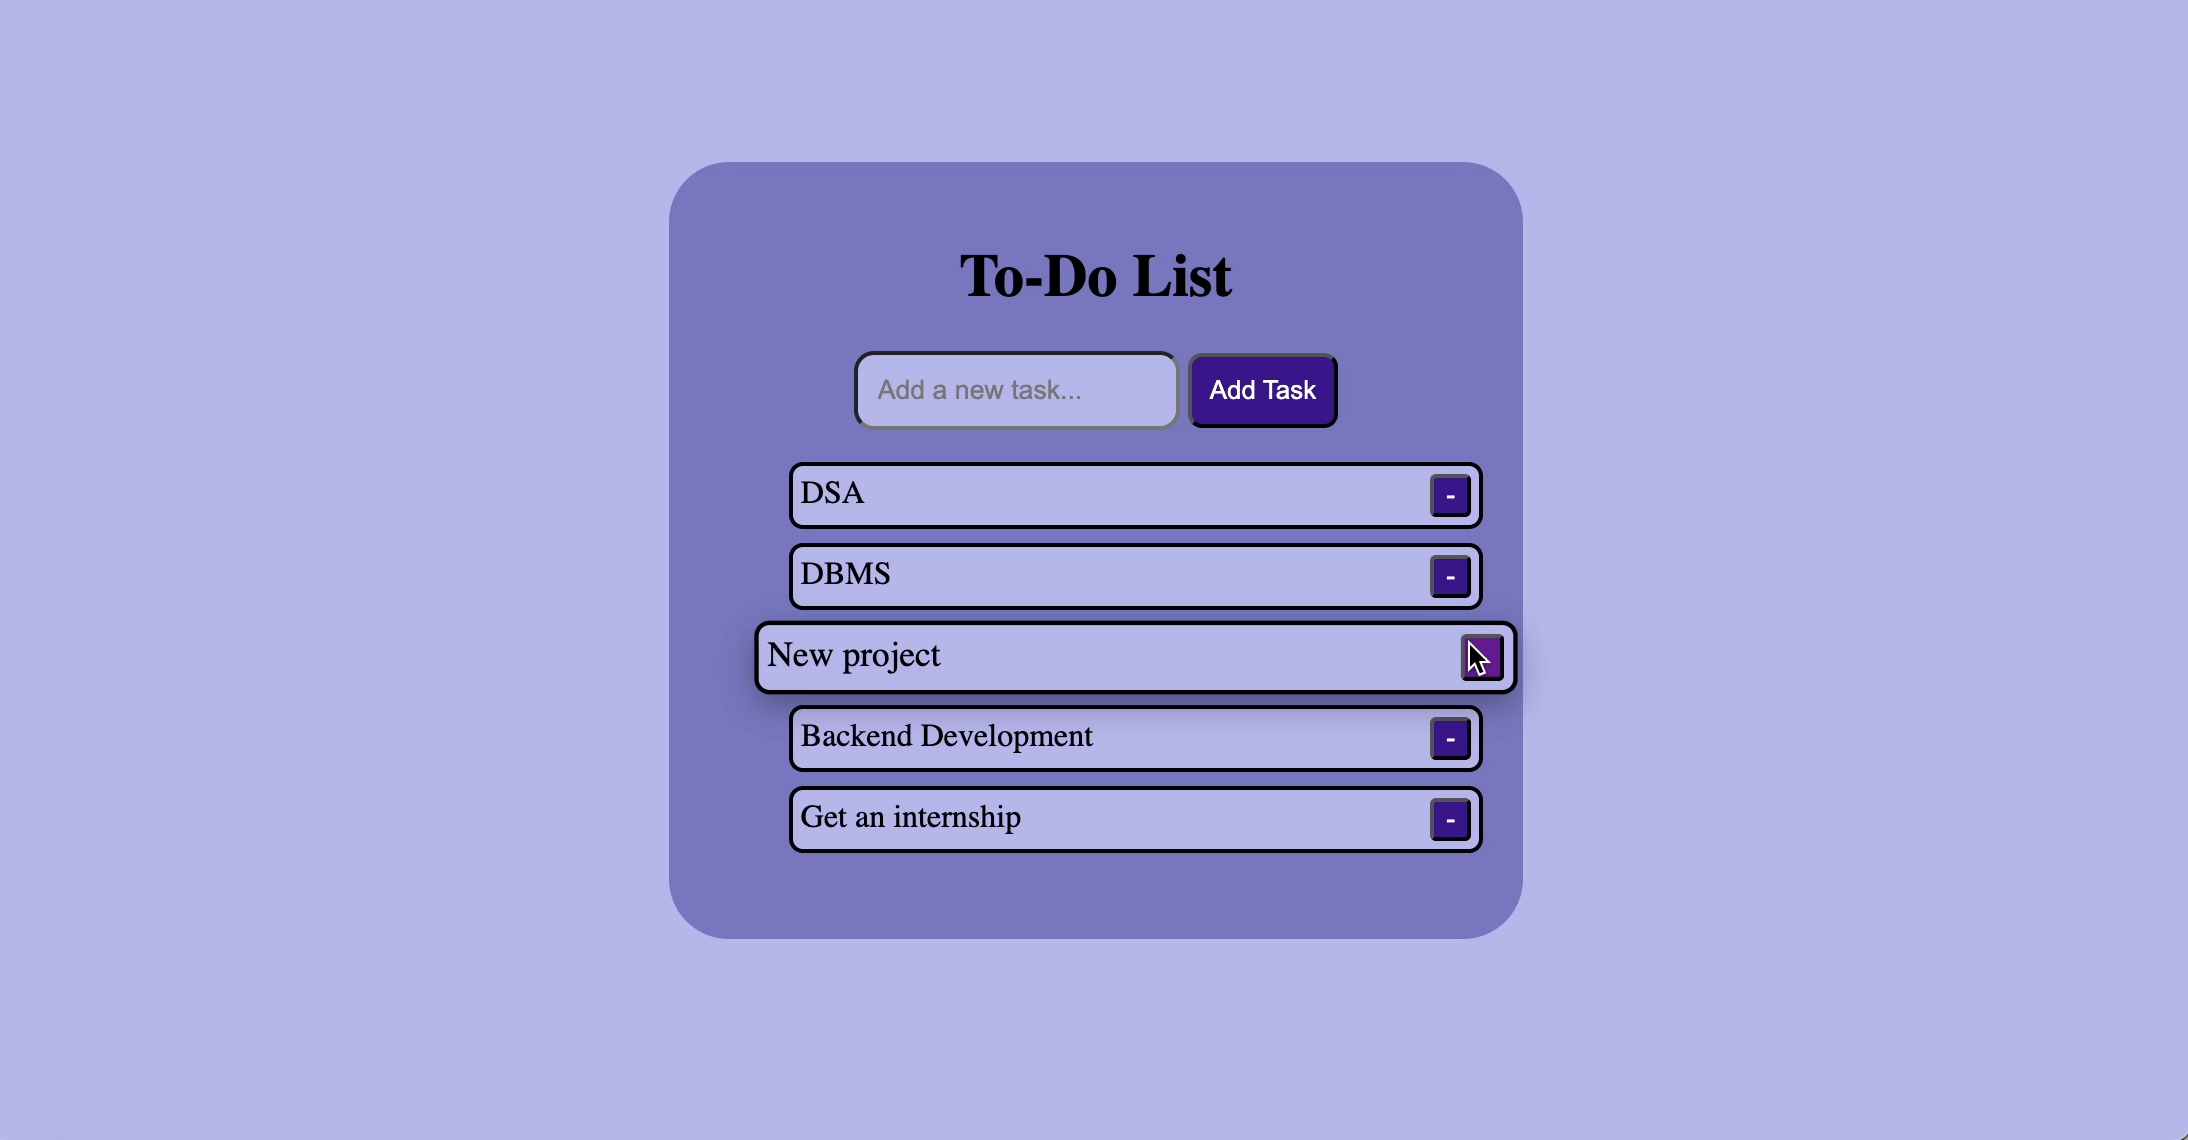 To-Do List
Add a new task...
Add Task
DSA
-
DBMS
-
New project
Backend Development
-
Get an internship
-